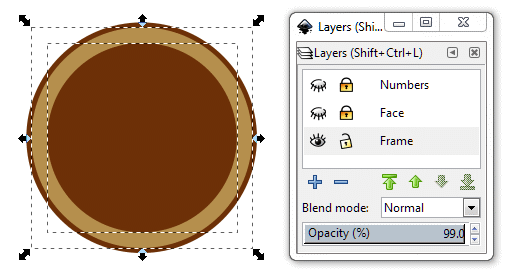 Layers (Shi...
Layers (Shift+Ctrl+L)
Numbers
Face
Frame
Blend mode: Normal
Opacity (%) 99.0